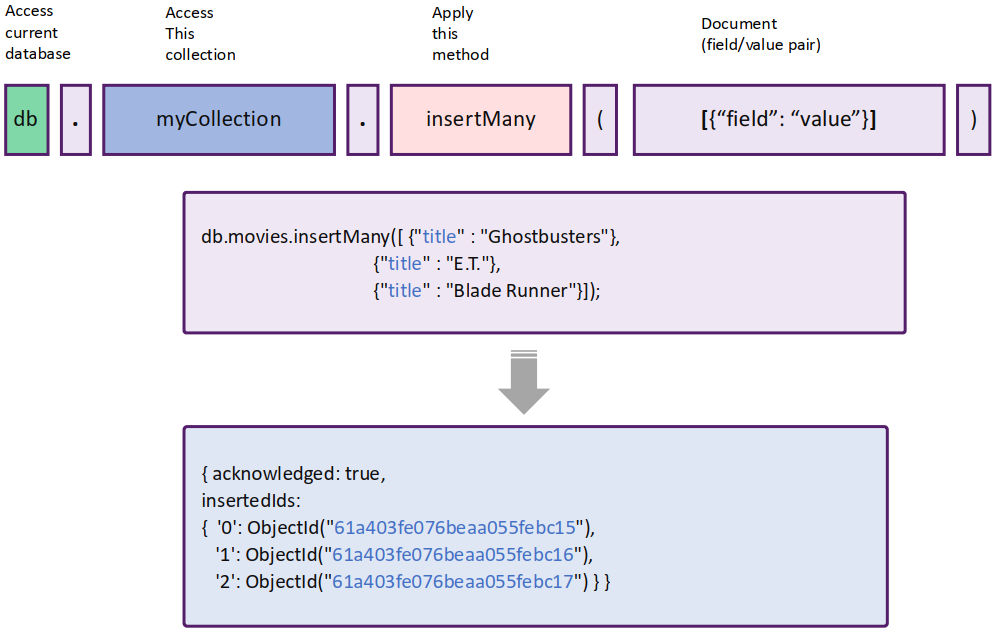 Access
current
database
Access
This
collection
Apply
this
method
Document
(field/value pair)
db . myCollection . insertMany ( [{“field”: “value”}] )
db.movies.insertMany([ {"title" : "Ghostbusters"},
{"title" : "E.T."},
{"title" : "Blade Runner"}]);
{ acknowledged: true,
insertedIds:
{ '0': ObjectId("61a403fe076beaa055febc15"),
'1': ObjectId("61a403fe076beaa055febc16"),
'2': ObjectId("61a403fe076beaa055febc17") } }